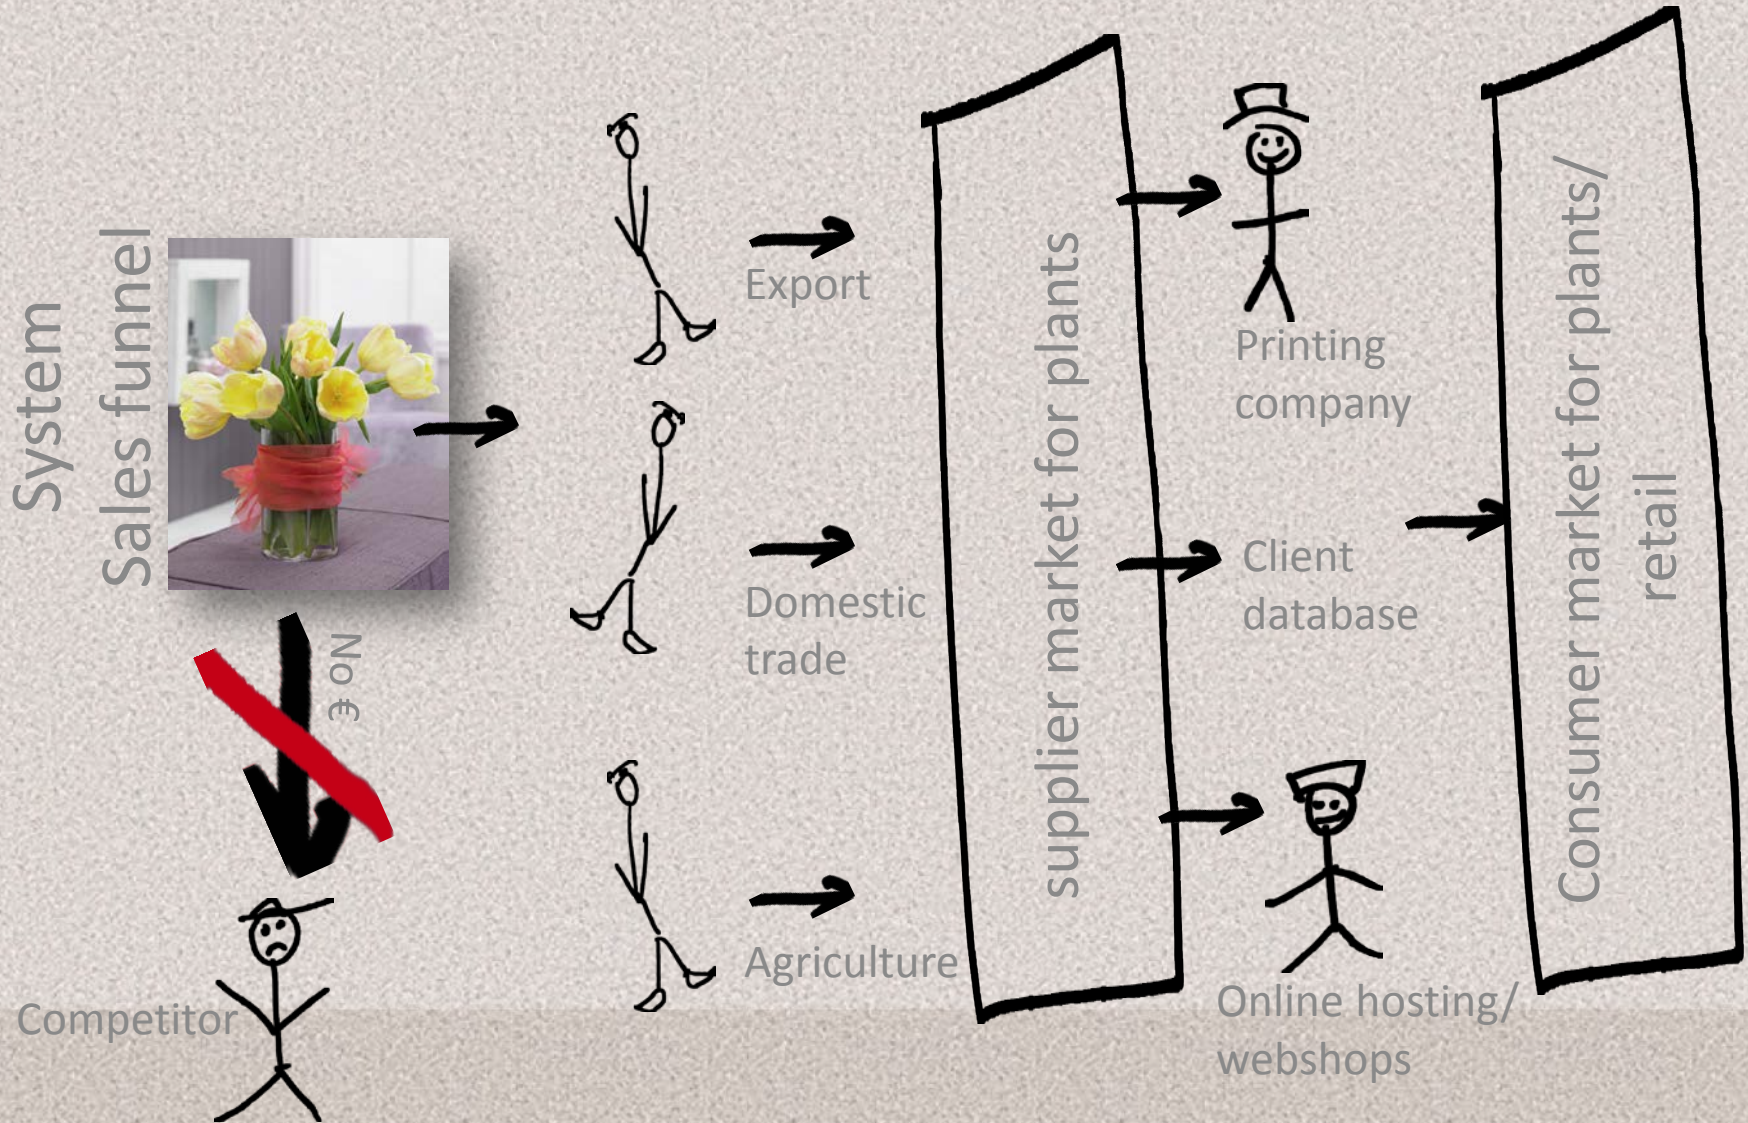 System
Sales funnel
No €
Competitor
Export
Domestic
trade
Agriculture
supplier market for plants
Printing
company
Client
database
Online hosting/
webshops
Consumer market for plants/
retail